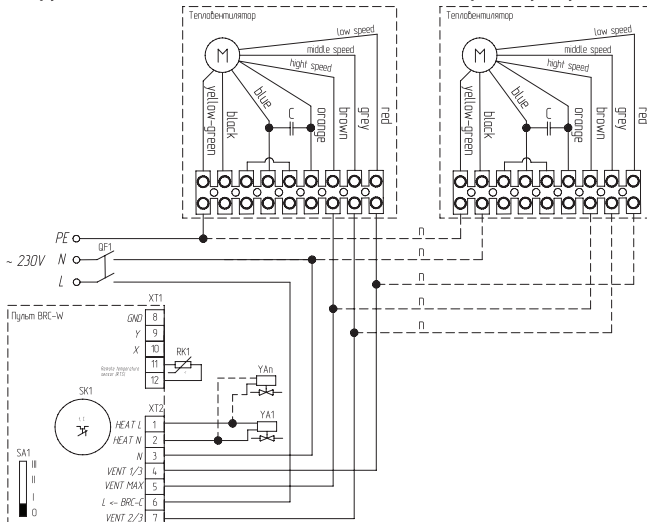 Тепловентилятор
M
low speed
middle speed
hight speed
yellow-green
black
blue
C
orange
brown
grey
red
Тепловентилятор
M
low speed
middle speed
hight speed
yellow-green
black
blue
C
orange
brown
grey
red
PE
n
~ 230V
N
QF1
n
L
n
n
Пульт BRC-W
XT1
GND 8
Y 9
X 10
Remote temperature
11
RK1
12
SK1
YAn
XT2
YA1
HEAT L 1
HEAT N 2
N 3
SA1
III
II
I
0
VENT 1/3 4
VENT MAX 5
L <- BRC-C 6
VENT 2/3 7